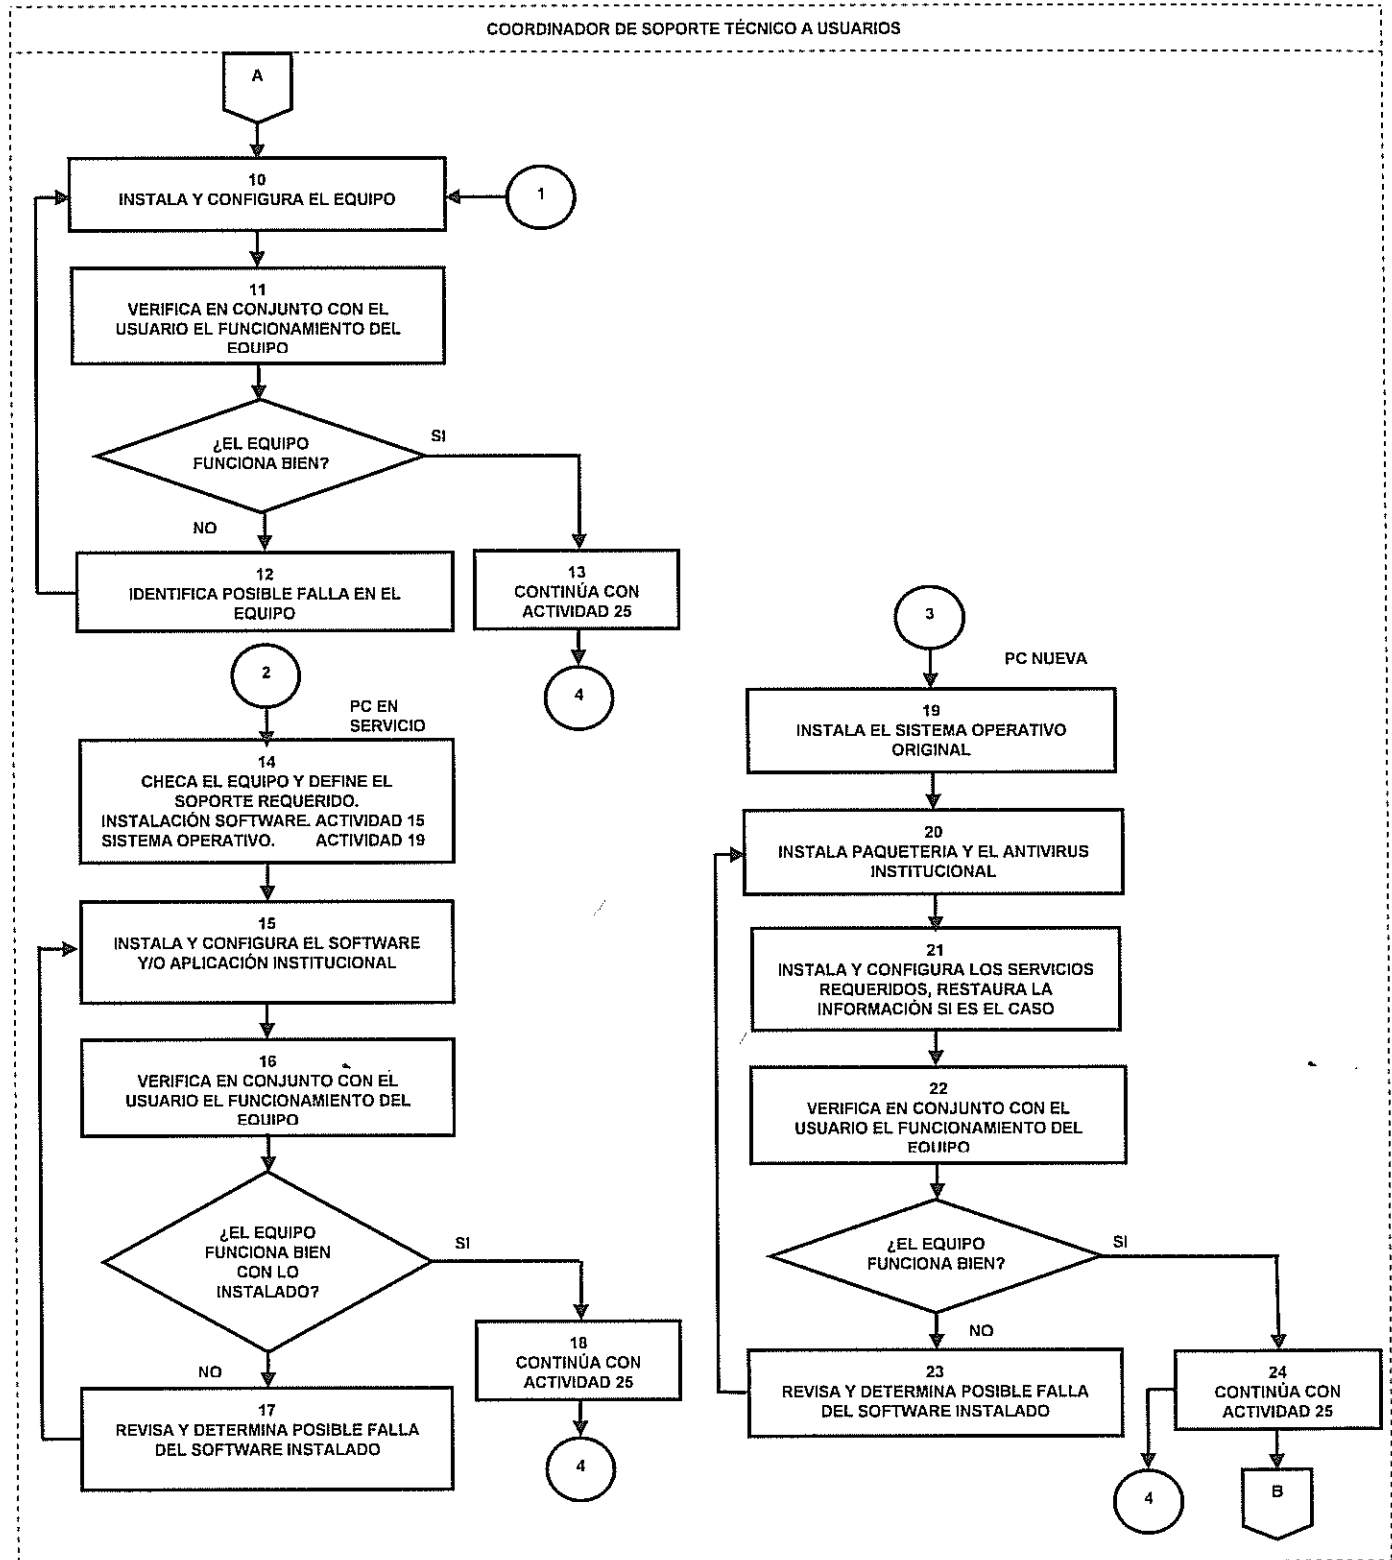 COORDINADOR DE SOPORTE TÉCNICO A USUARIOS
A
10
INSTALA Y CONFIGURA EL EQUIPO
1
11
VERIFICA EN CONJUNTO CON EL
USUARIO EL FUNCIONAMIENTO DEL
EQUIPO
¿EL EQUIPO
FUNCIONA BIEN?
SI
NO
12
IDENTIFICA POSIBLE FALLA EN EL
EQUIPO
13
CONTINÚA CON
ACTIVIDAD 25
4
2
PC EN
SERVICIO
14
CHECA EL EQUIPO Y DEFINE EL
SOPORTE REQUERIDO.
INSTALACIÓN SOFTWARE. ACTIVIDAD 15
SISTEMA OPERATIVO. ACTIVIDAD 19
15
INSTALA Y CONFIGURA EL SOFTWARE
Y/O APLICACIÓN INSTITUCIONAL
16
VERIFICA EN CONJUNTO CON EL
USUARIO EL FUNCIONAMIENTO DEL
EQUIPO
¿EL EQUIPO
FUNCIONA BIEN
CON LO
INSTALADO?
SI
NO
17
REVISA Y DETERMINA POSIBLE FALLA
DEL SOFTWARE INSTALADO
18
CONTINÚA CON
ACTIVIDAD 25
4
3
PC NUEVA
19
INSTALA EL SISTEMA OPERATIVO
ORIGINAL
20
INSTALA PAQUETERIA Y EL ANTIVIRUS
INSTITUCIONAL
21
INSTALA Y CONFIGURA LOS SERVICIOS
REQUERIDOS, RESTAURA LA
INFORMACIÓN SI ES EL CASO
22
VERIFICA EN CONJUNTO CON EL
USUARIO EL FUNCIONAMIENTO DEL
EQUIPO
¿EL EQUIPO
FUNCIONA BIEN?
SI
NO
23
REVISA Y DETERMINA POSIBLE FALLA
DEL SOFTWARE INSTALADO
24
CONTINÚA CON
ACTIVIDAD 25
4
B